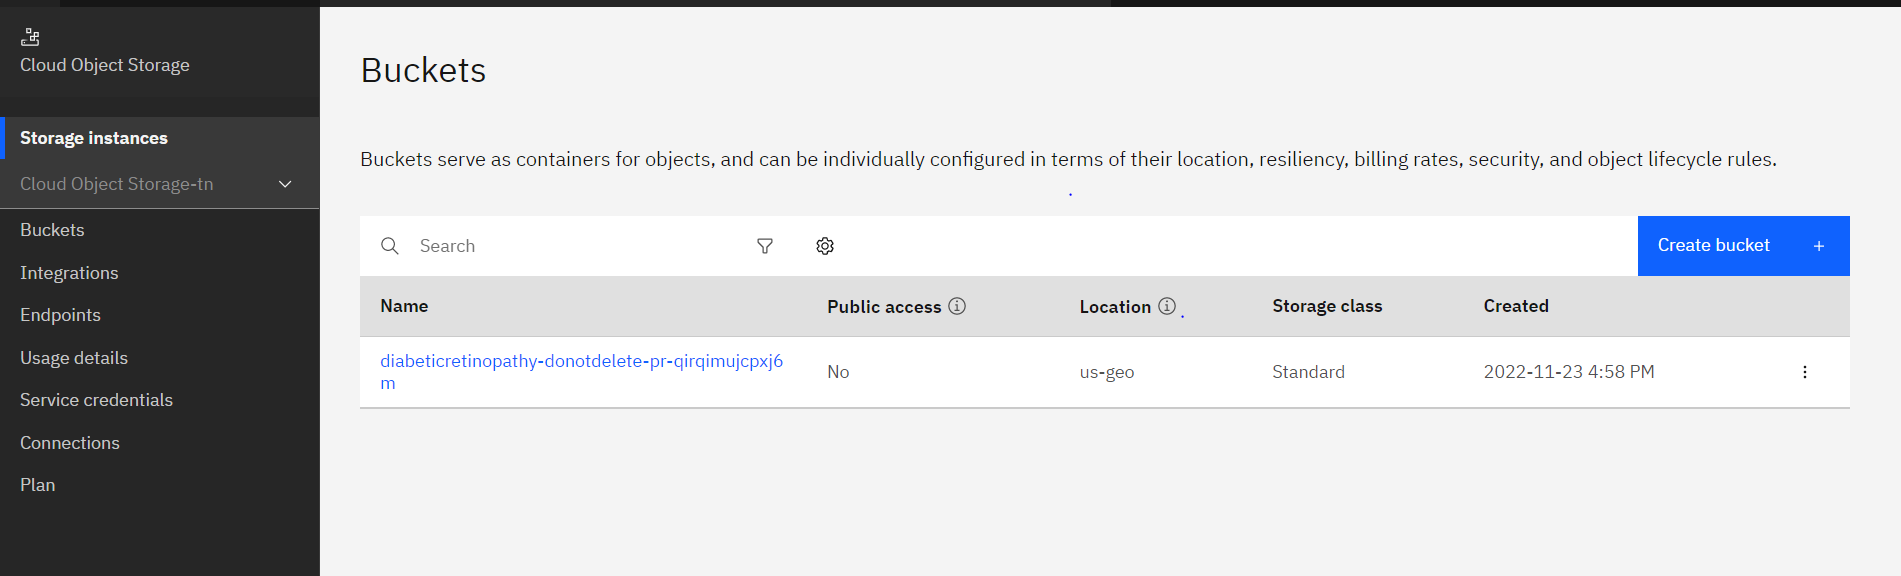 Cloud Object Storage
Storage instances
Cloud Object Storage-tn
Buckets
Integrations
Endpoints
Usage details
Service credentials
Connections
Plan
Buckets
Buckets serve as containers for objects, and can be individually configured in terms of their location, resiliency, billing rates, security, and object lifecycle rules.
Search
Create bucket +
Name Public access Location Storage class Created
diabeticretinopathy-donotdelete-pr-qirqimujcpxj6
m
No us-geo Standard 2022-11-23 4:58 PM